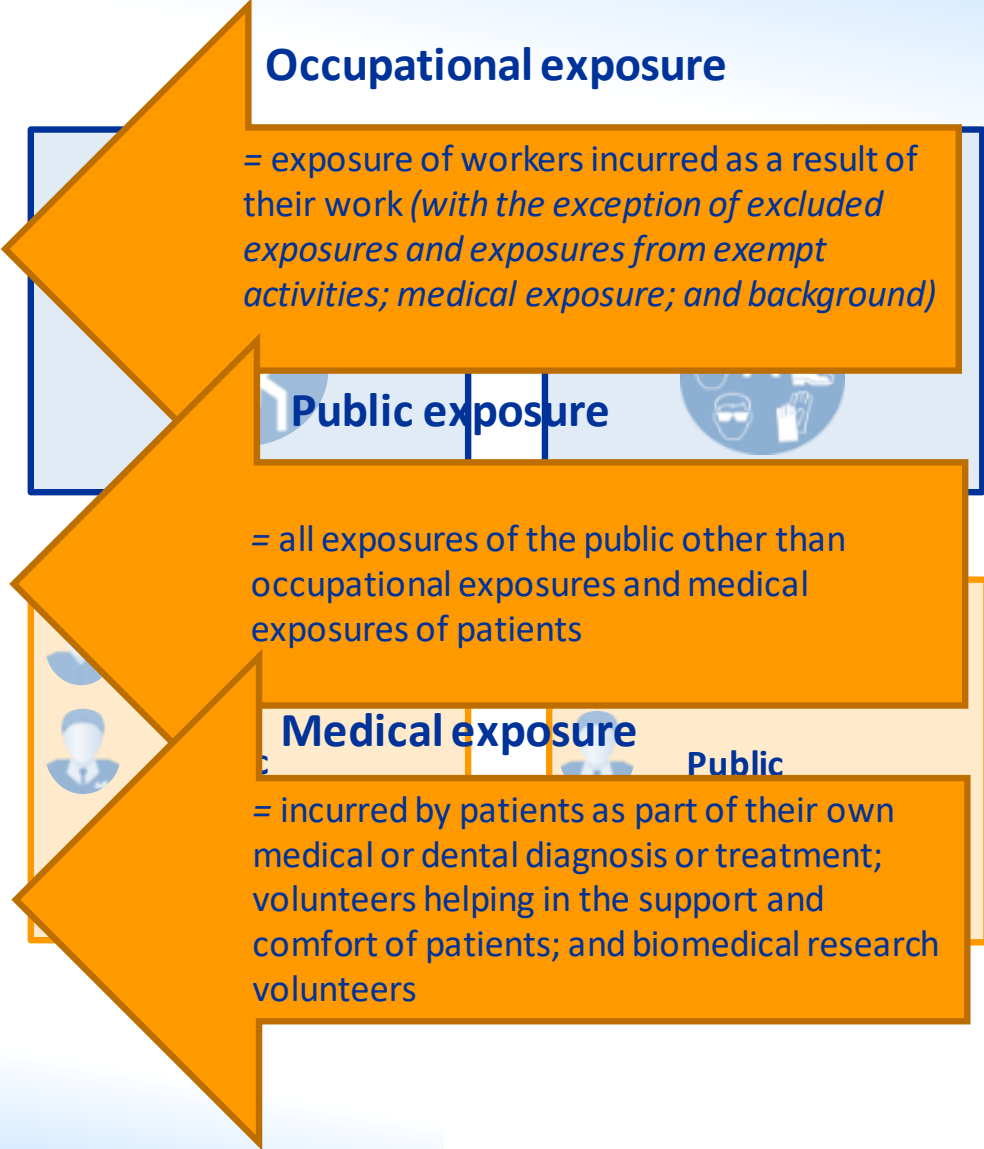 Occupational exposure
= exposure of workers incurred as a result of
their work (with the exception of excluded
exposures and exposures from exempt
activities; medical exposure; and background)
Public exposure
= all exposures of the public other than
occupational exposures and medical
exposures of patients
Medical exposure
Public
= incurred by patients as part of their own
medical or dental diagnosis or treatment;
volunteers helping in the support and
comfort of patients; and biomedical research
volunteers